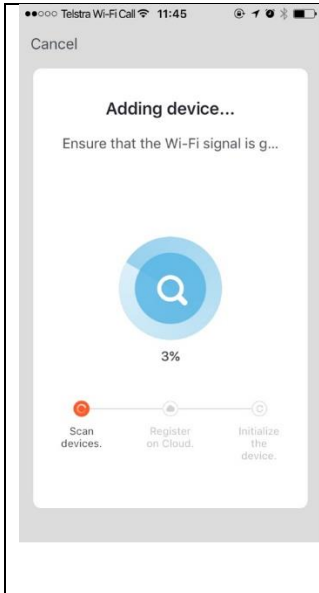 Telstra Wi-Fi Call 11:45
Cancel
Adding device...
Ensure that the Wi-Fi signal is g...
3%
Scan devices.
Register on Cloud.
Initialize the device.